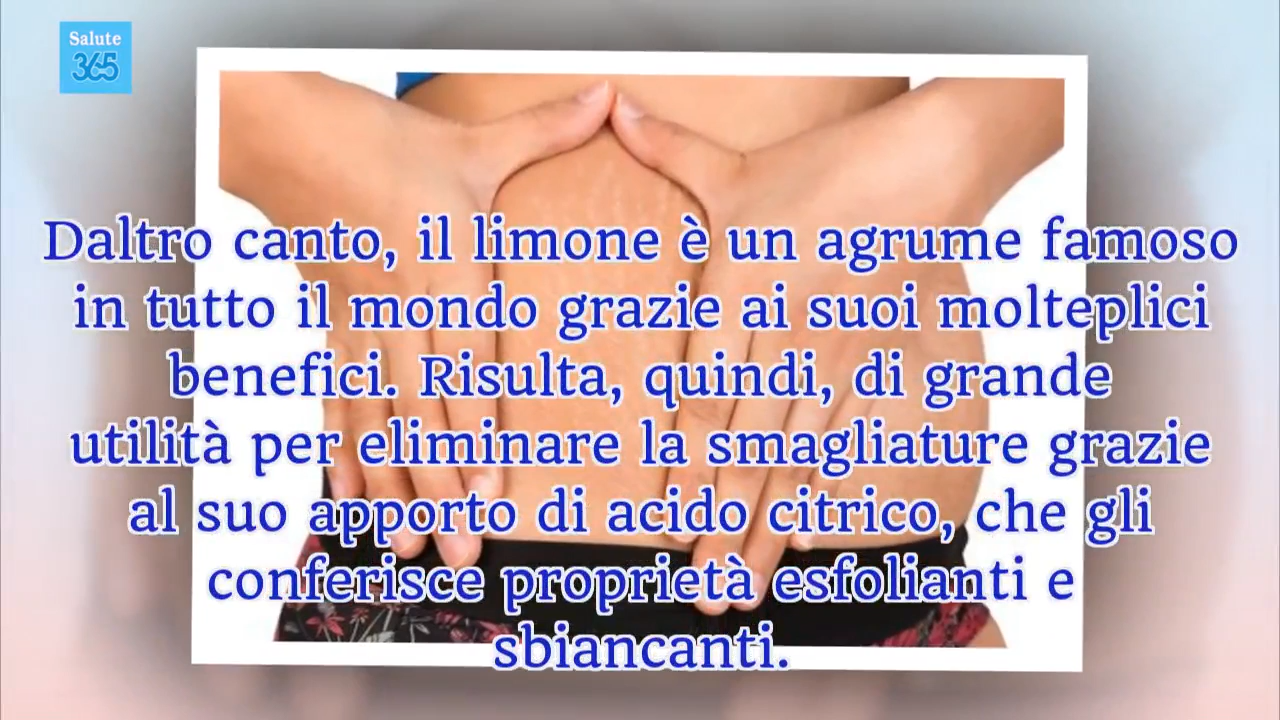 Salute
365
Daltro canto, il limone è un agrume famoso
in tutto il mondo grazie ai suoi molteplici
benefici. Risulta, quindi, di grande
utilità per eliminare la smagliature grazie
al suo apporto di acido citrico, che gli
conferisce proprietà esfolianti e
sbiancanti.